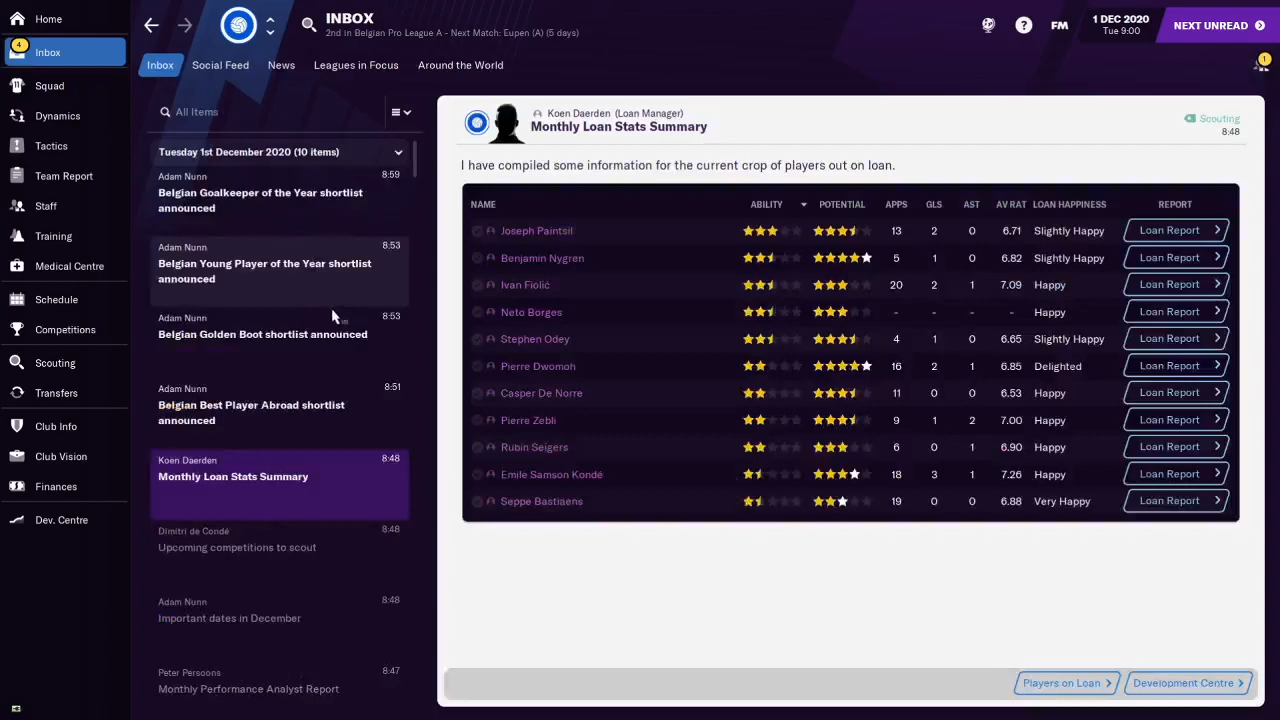 Home
4
Inbox
Squad
Dynamics
Tactics
Team Report
Staff
Training
Medical Centre
Schedule
Competitions
Scouting
Transfers
Club Info
Club Vision
Finances
Dev. Centre
INBOX
2nd in Belgian Pro League A - Next Match: Eupen (A) (5 days)
FM
1 DEC 2020
Tue 9:00
NEXT UNREAD
1
Inbox Social Feed News Leagues in Focus Around the World
All Items
Tuesday 1st December 2020 (10 items)
Adam Nunn 8:59
Belgian Goalkeeper of the Year shortlist
announced
Adam Nunn 8:53
Belgian Young Player of the Year shortlist
announced
Adam Nunn 8:53
Belgian Golden Boot shortlist announced
Adam Nunn 8:51
Belgian Best Player Abroad shortlist
announced
Koen Daerden 8:48
Monthly Loan Stats Summary
Dimitri de Condé 8:48
Upcoming competitions to scout
Adam Nunn 8:48
Important dates in December
Peter Persoons 8:47
Monthly Performance Analyst Report
Koen Daerden (Loan Manager)
Monthly Loan Stats Summary
Scouting
8:48
I have compiled some information for the current crop of players out on loan.
NAME ABILITY POTENTIAL APPS GLS AST AV RAT LOAN HAPPINESS REPORT
Joseph Paintsil 13 2 0 6.71 Slightly Happy Loan Report
Benjamin Nygren 5 1 0 6.82 Slightly Happy Loan Report
Ivan Fiolić 20 2 1 7.09 Happy Loan Report
Neto Borges - - - - Happy Loan Report
Stephen Odey 4 1 0 6.65 Slightly Happy Loan Report
Pierre Dwomoh 16 2 1 6.85 Delighted Loan Report
Casper De Norre 11 0 0 6.53 Happy Loan Report
Pierre Zebli 9 1 2 7.00 Happy Loan Report
Rubin Seigers 6 0 1 6.90 Happy Loan Report
Emile Samson Kondé 18 3 1 7.26 Happy Loan Report
Seppe Bastiaens 19 0 0 6.88 Very Happy Loan Report
Players on Loan
Development Centre